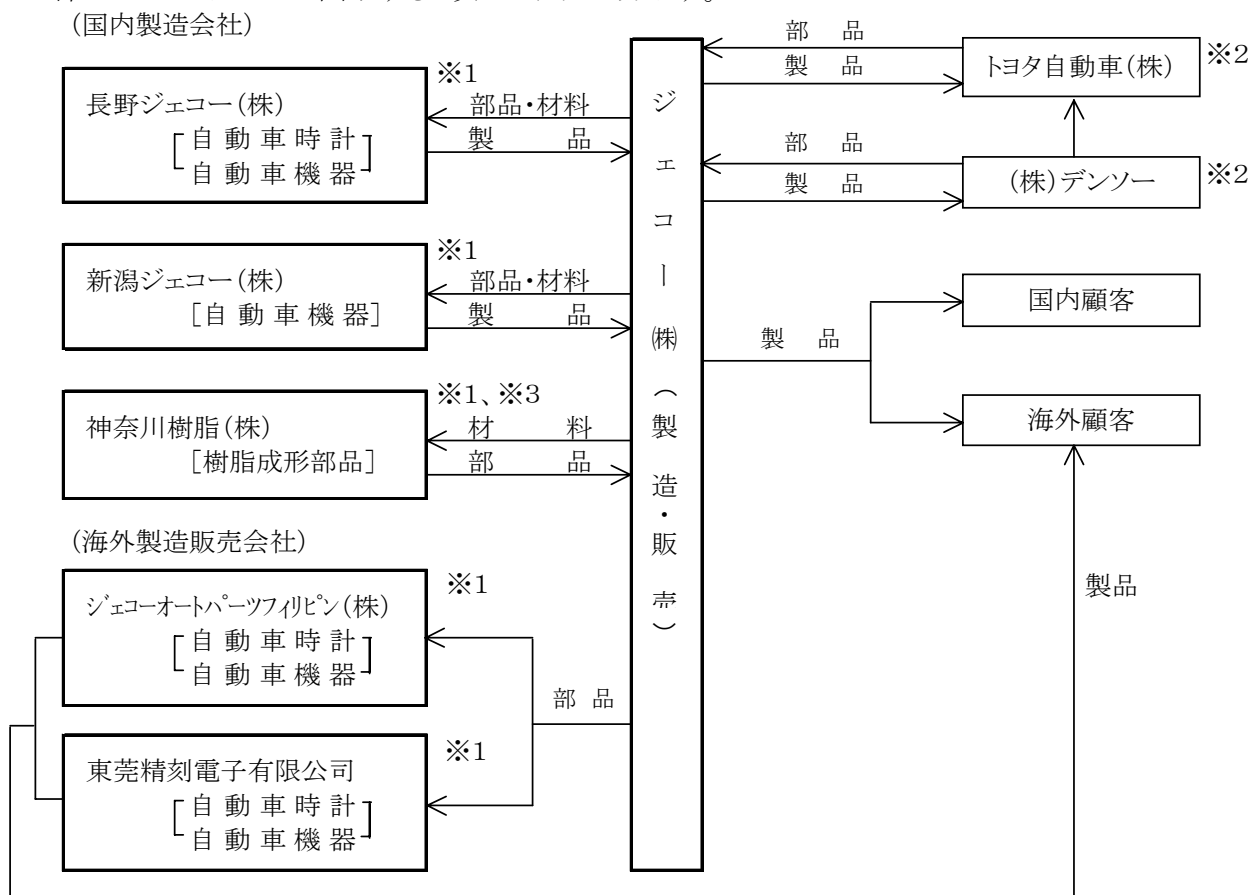 (国内製造会社)
※1
長野ジェコー(株)
自動車時計
自動車機器
部品・材料
製品
※1
新潟ジェコー(株)
[自動車機器]
部品・材料
製品
※1、※3
神奈川樹脂(株)
[樹脂成形部品]
材料
部品
(海外製造販売会社)
※1
ジェコーオートパーツフィリピン(株)
自動車時計
自動車機器
※1
東莞精刻電子有限公司
自動車時計
自動車機器
部品
ジェコー㈱(製造・販売)
部品
製品
トヨタ自動車(株)
※2
部品
製品
(株)デンソー
※2
製品
国内顧客
海外顧客
製品